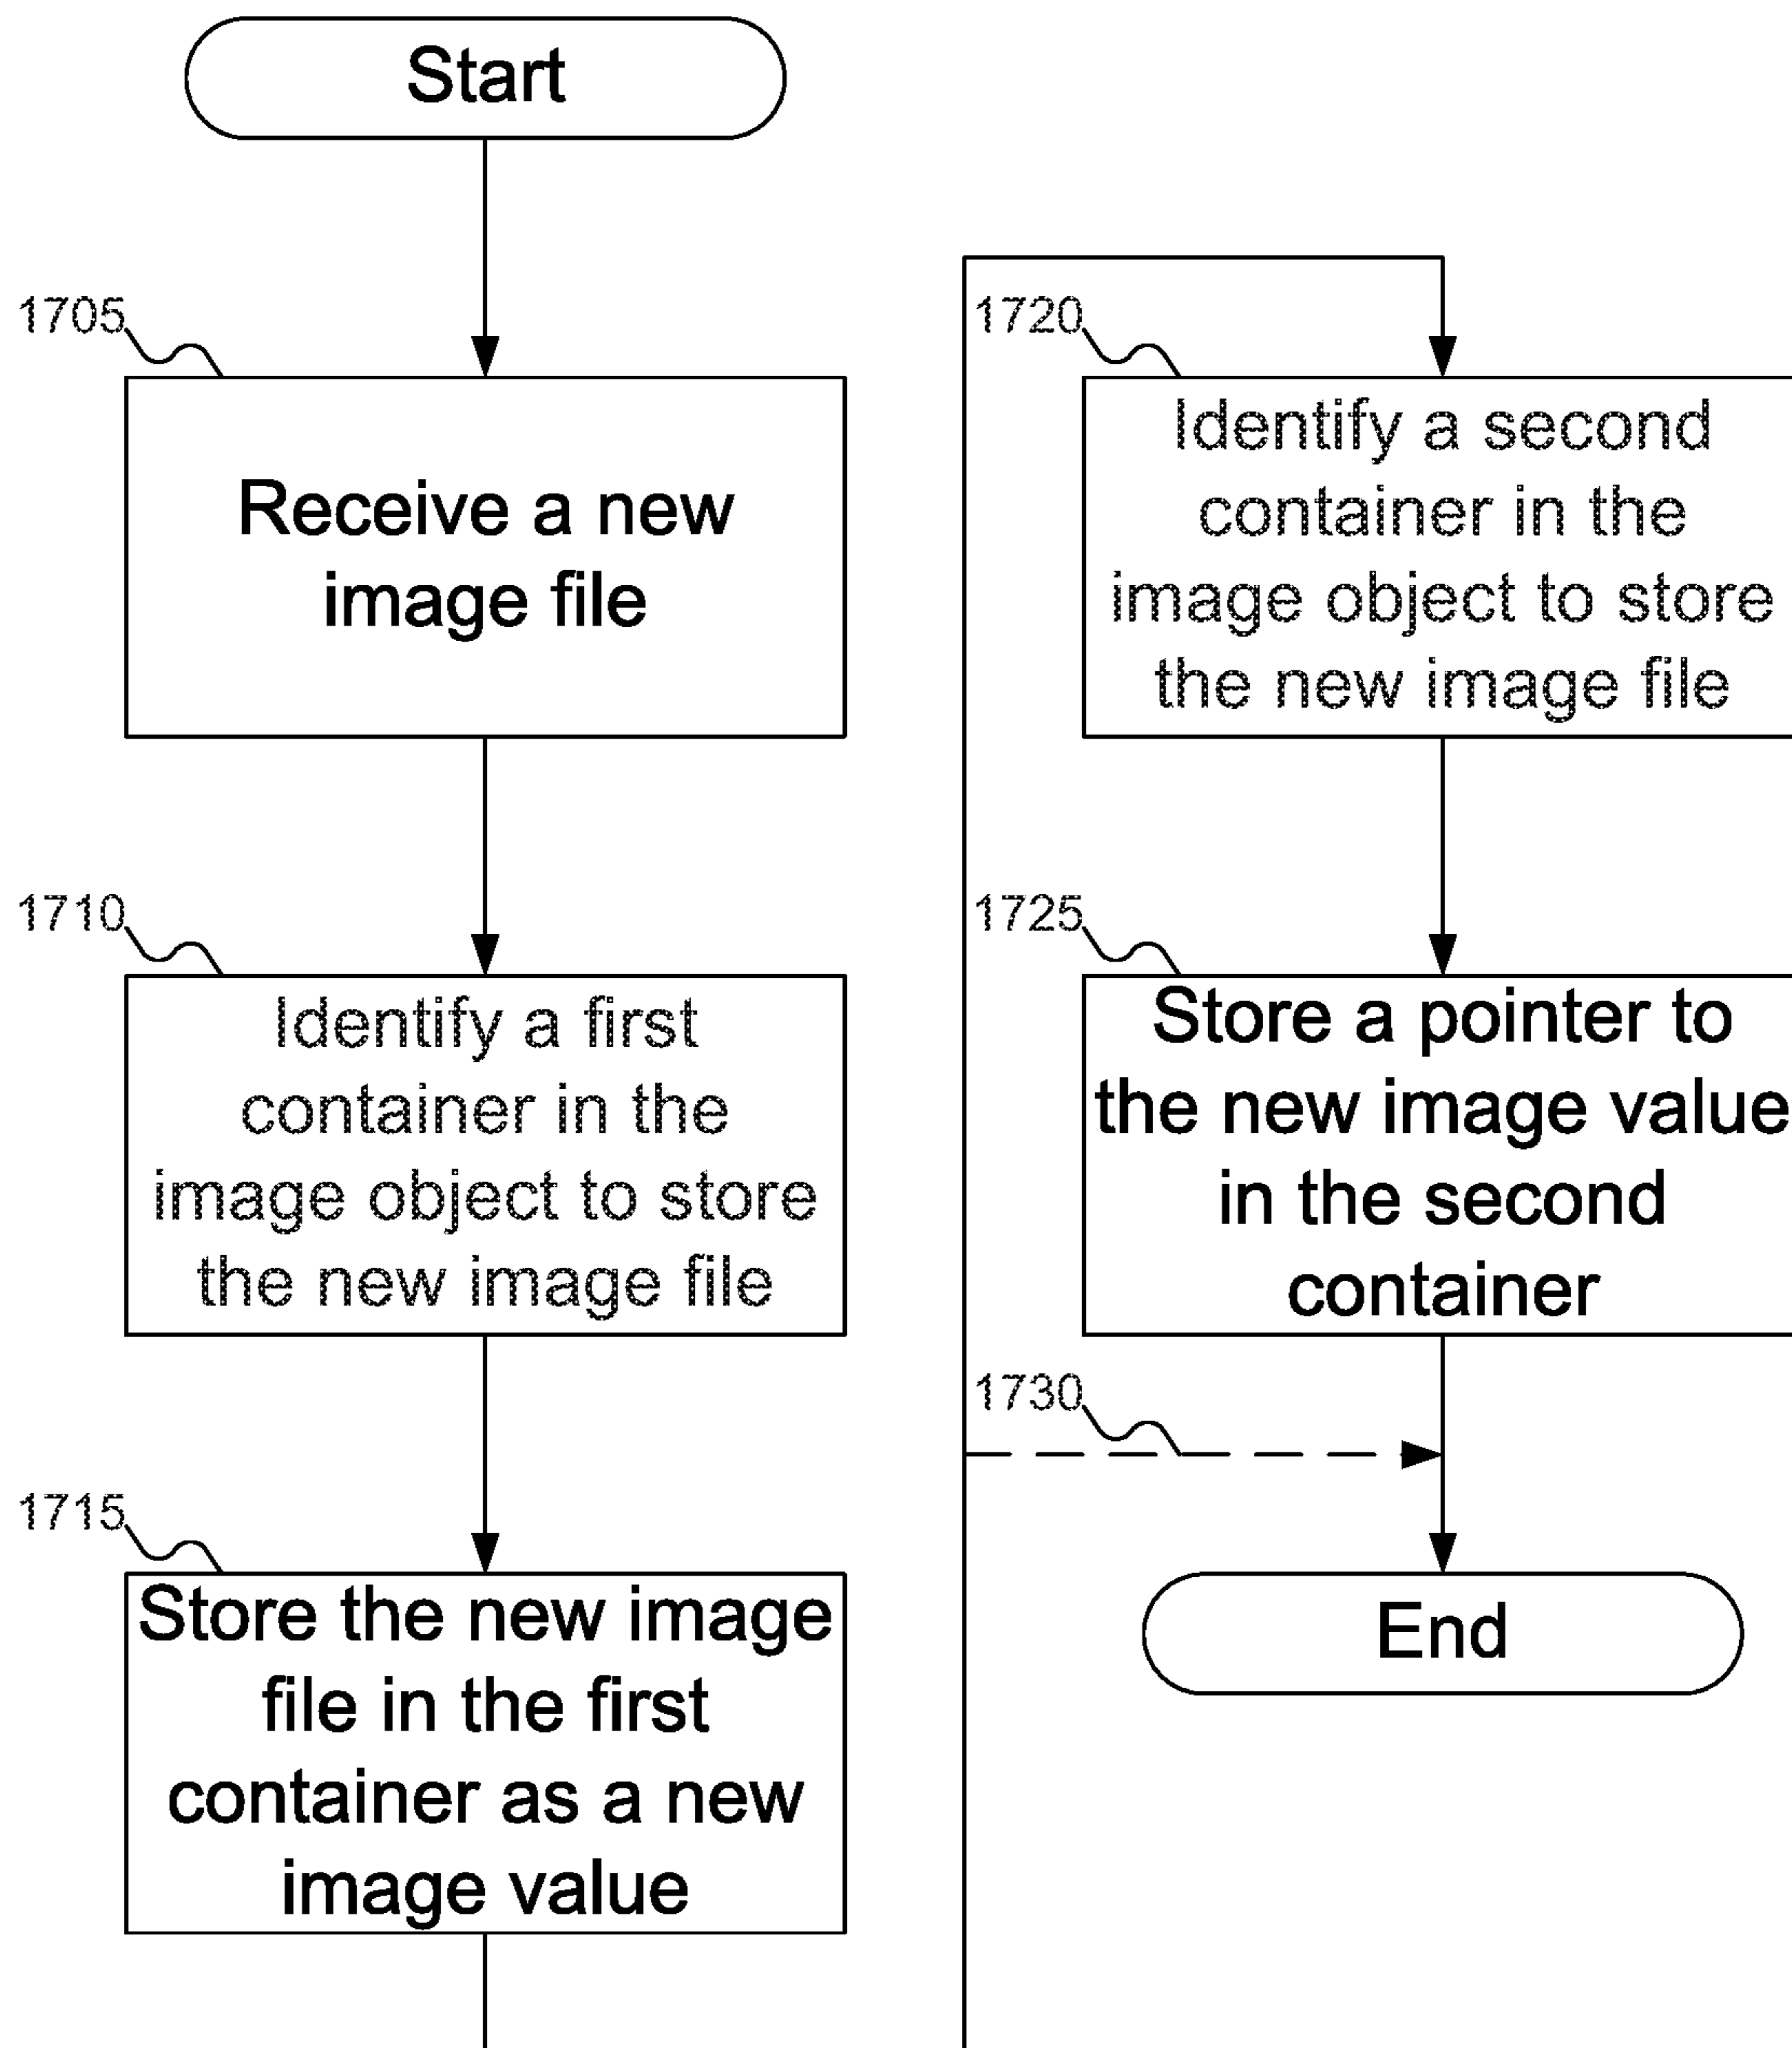 Start
1705
Receive a new
image file
1710
Identify a first
container in the
image object to store
the new image file
1715
Store the new image
file in the first
container as a new
image value
1720
Identify a second
container in the
image object to store
the new image file
1725
Store a pointer to
the new image value
in the second
container
1730
End